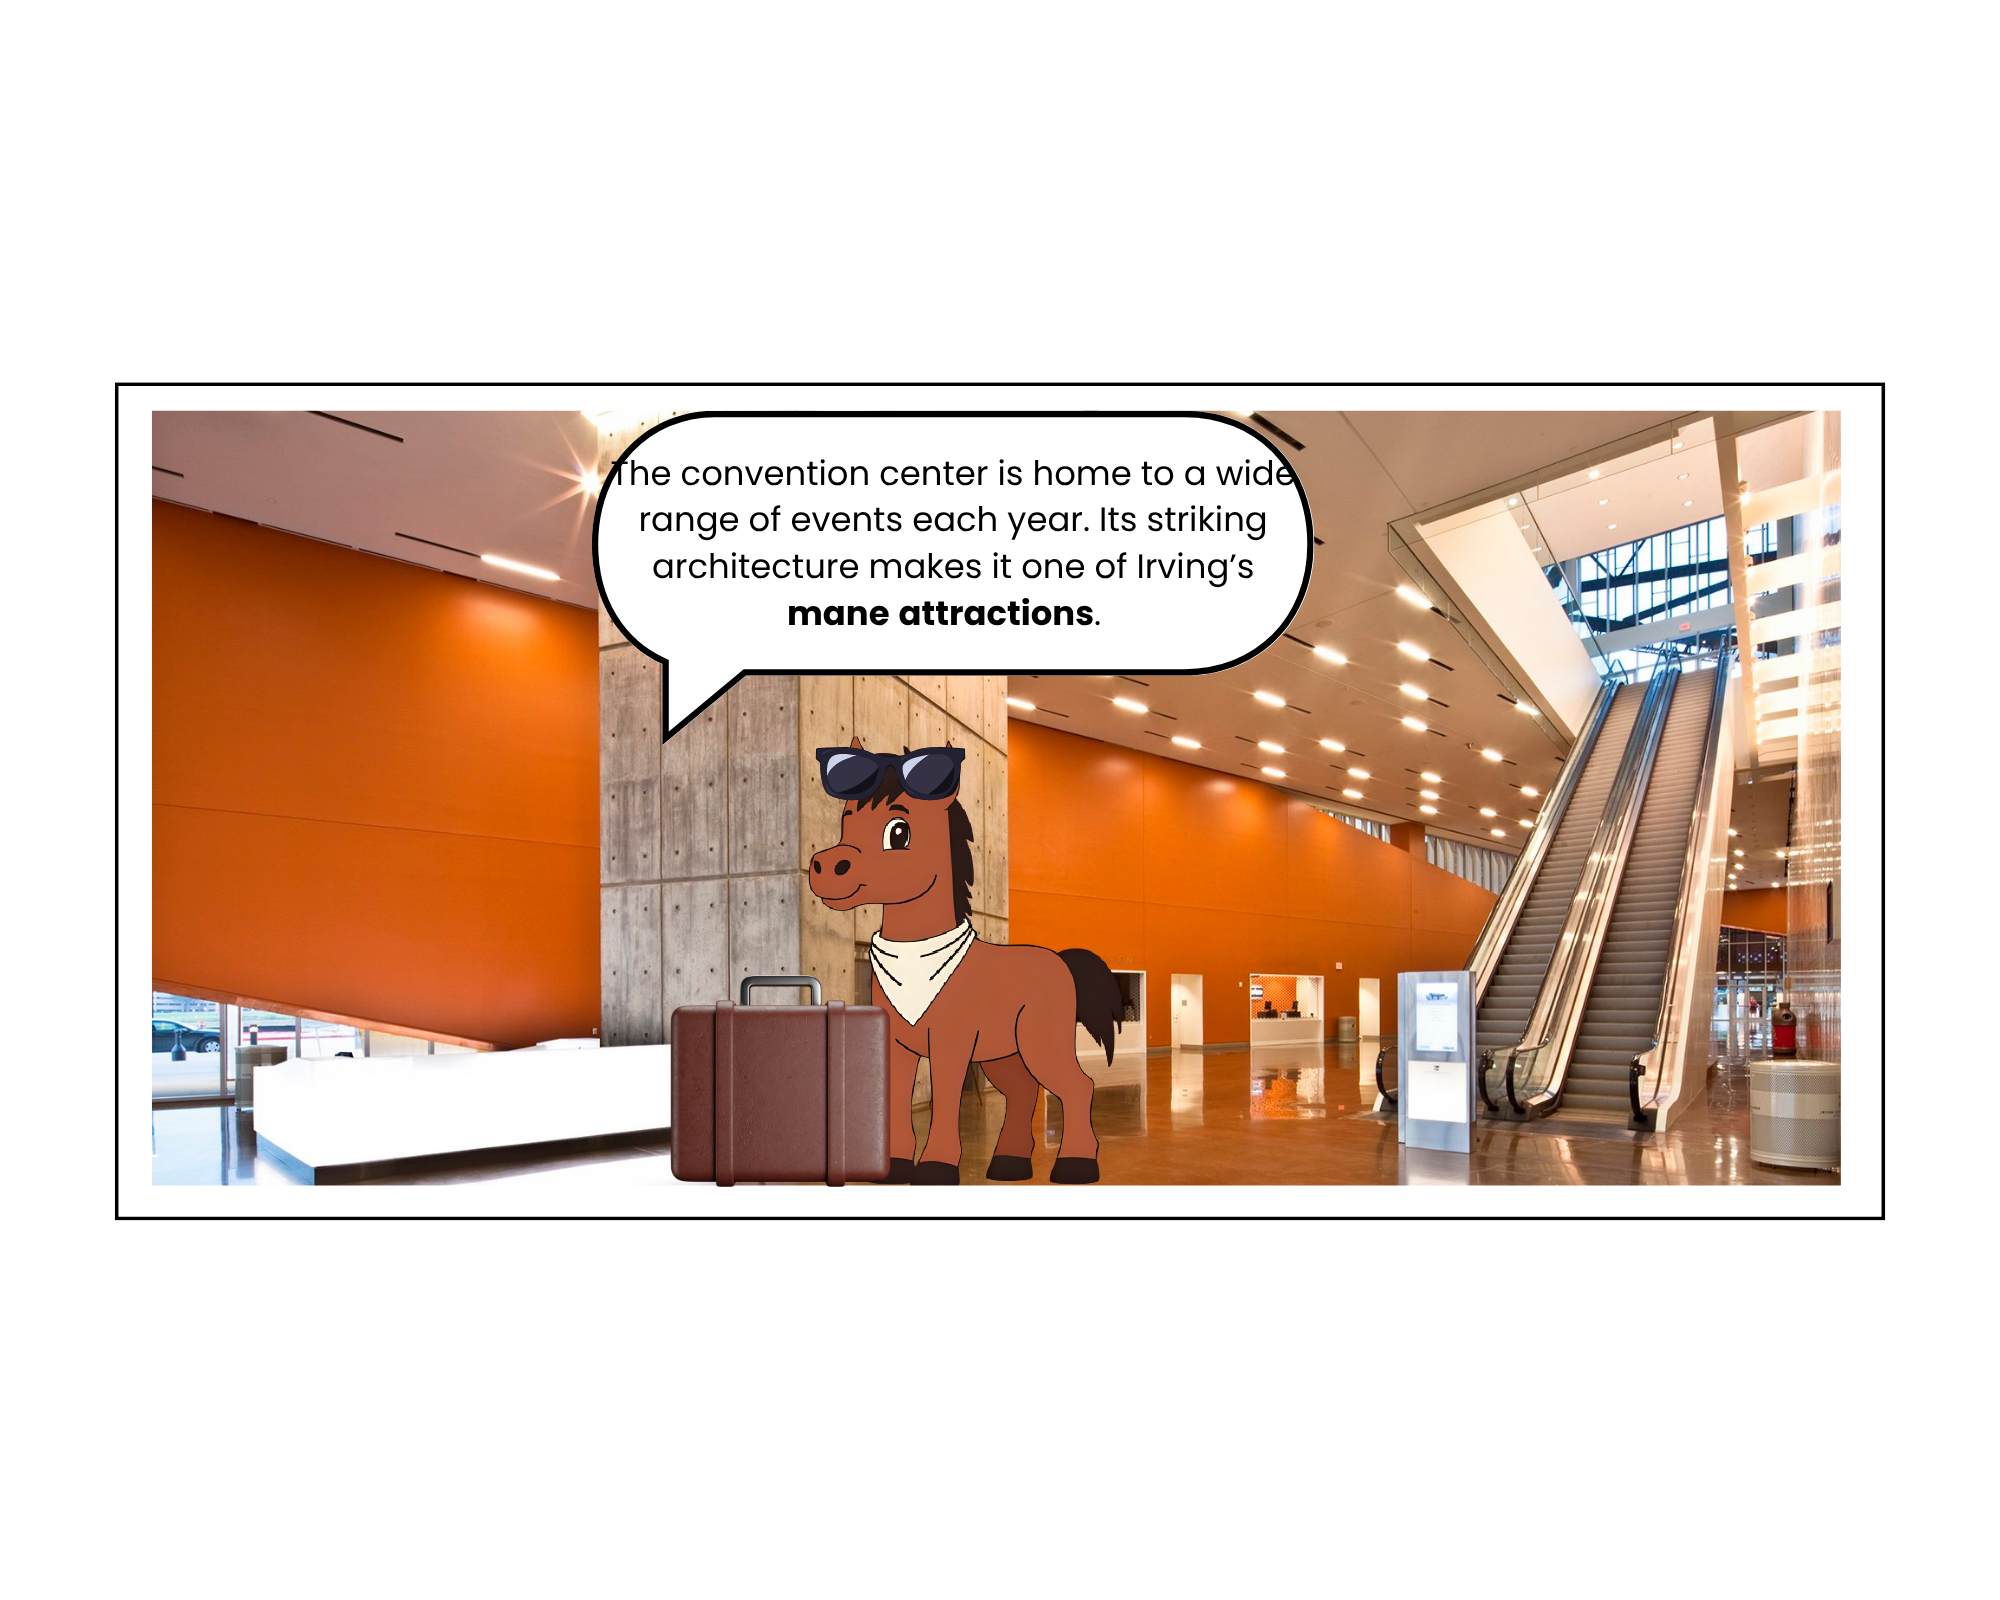 The convention center is home to a wide
range of events each year. Its striking
architecture makes it one of Irving’s
mane attractions.